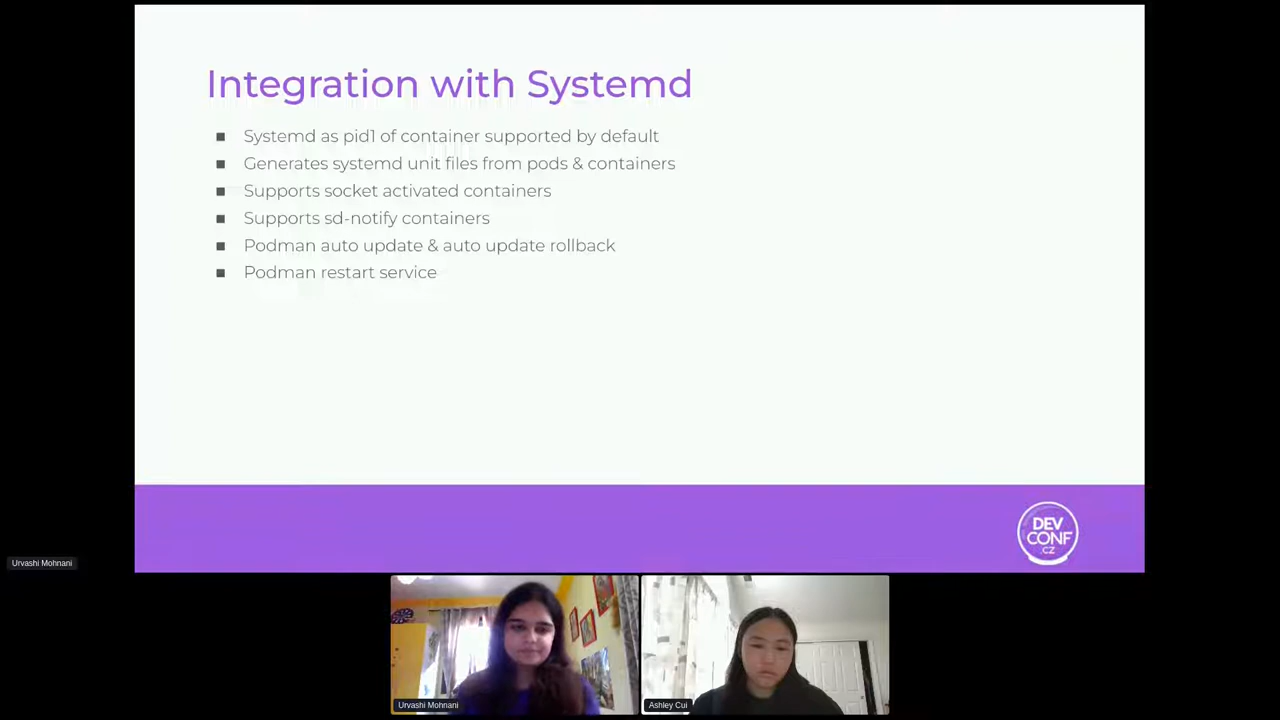 Integration with Systemd
Systemd as pid1 of container supported by default
Generates systemd unit files from pods & containers
Supports socket activated containers
Supports sd-notify containers
Podman auto update & auto update rollback
Podman restart service
DEV
CONF
.CZ
Urvashi Mohnani
Urvashi Mohnani
Ashley Cui